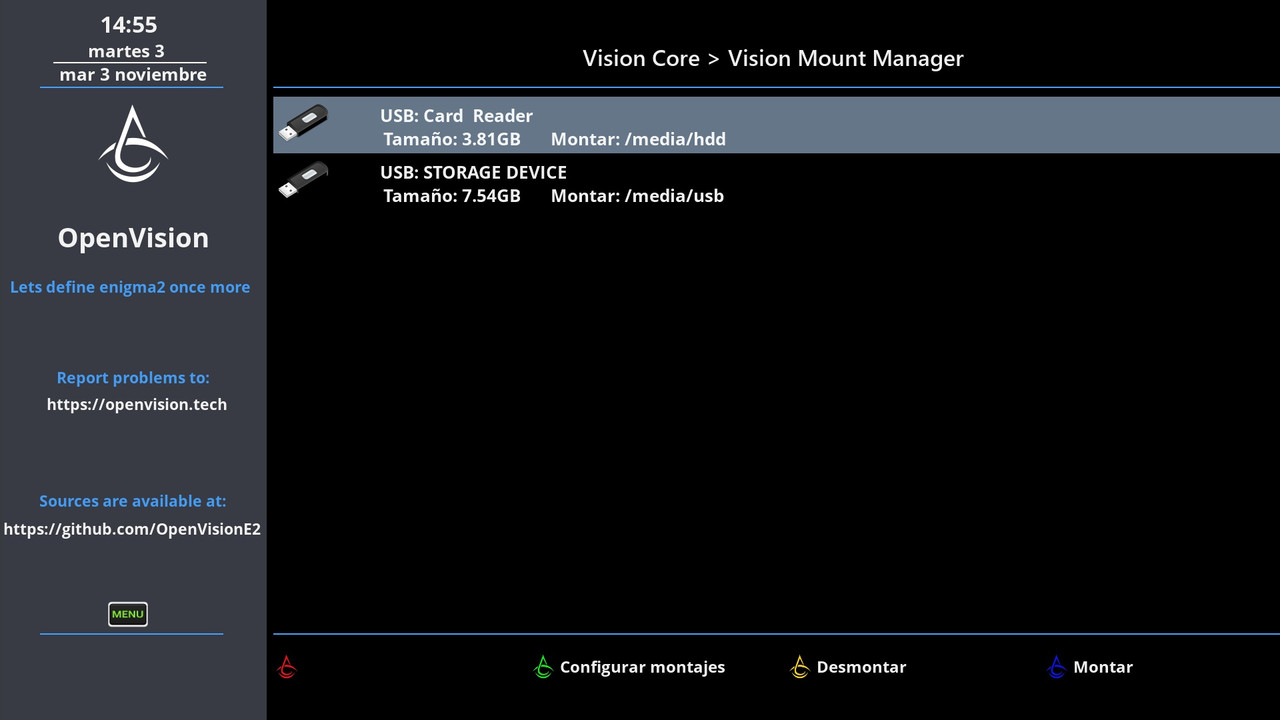 14:55
martes 3
mar 3 noviembre
OpenVision
Lets define enigma2 once more
Report problems to:
https://openvision.tech
Sources are available at:
https://github.com/OpenVisionE2
MENU
Vision Core > Vision Mount Manager
USB: Card  Reader
Tamaño: 3.81GB Montar: /media/hdd
USB: STORAGE DEVICE
Tamaño: 7.54GB Montar: /media/usb
Configurar montajes Desmontar Montar